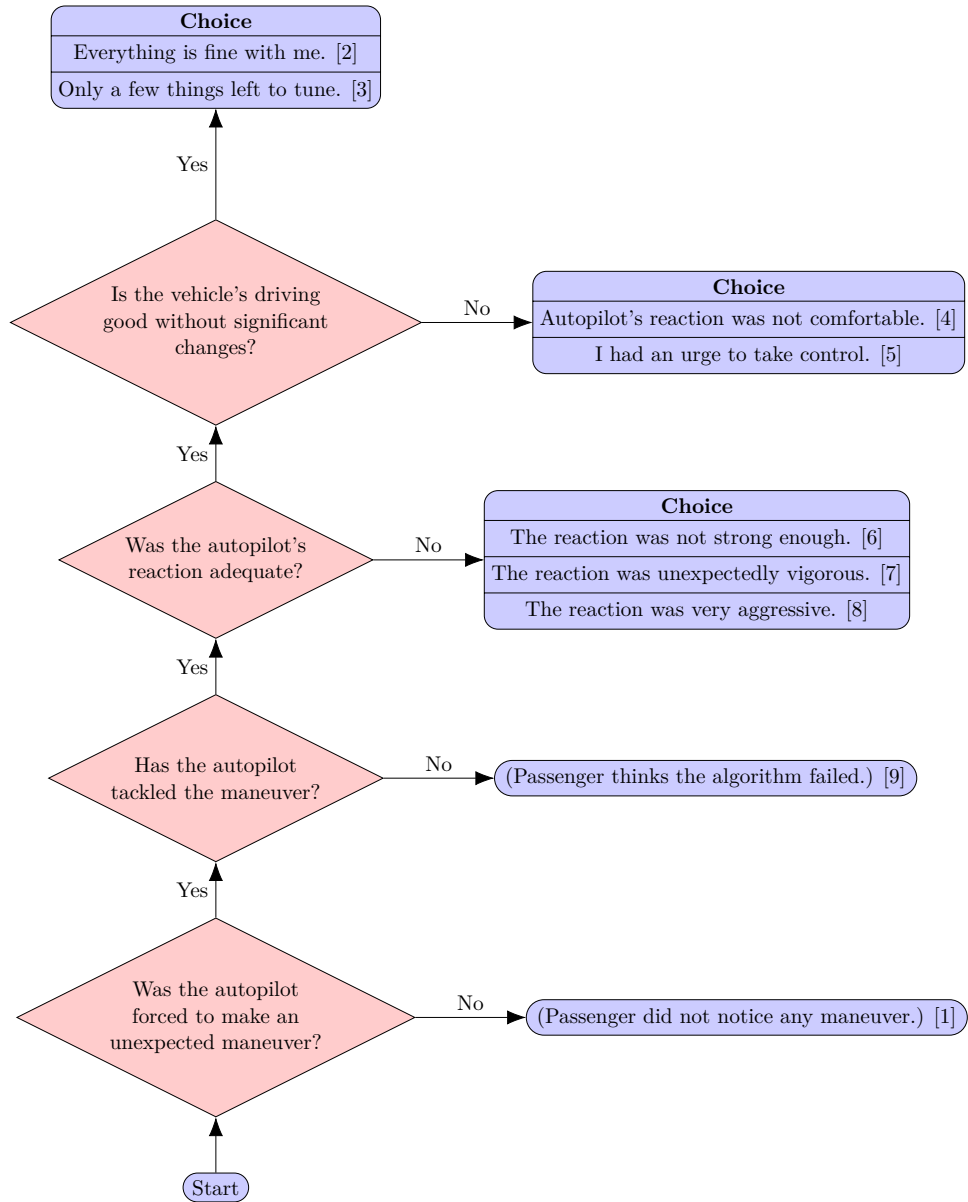 Choice
Everything is fine with me. [2]
Only a few things left to tune. [3]
Yes
Is the vehicle's driving
good without significant
changes?
No
Choice
Autopilot's reaction was not comfortable. [4]
I had an urge to take control. [5]
Yes
Was the autopilot's
reaction adequate?
No
Choice
The reaction was not strong enough. [6]
The reaction was unexpectedly vigorous. [7]
The reaction was very aggressive. [8]
Yes
Has the autopilot
tackled the maneuver?
No
(Passenger thinks the algorithm failed.) [9]
Yes
Was the autopilot
forced to make an
unexpected maneuver?
No
(Passenger did not notice any maneuver.) [1]
Start